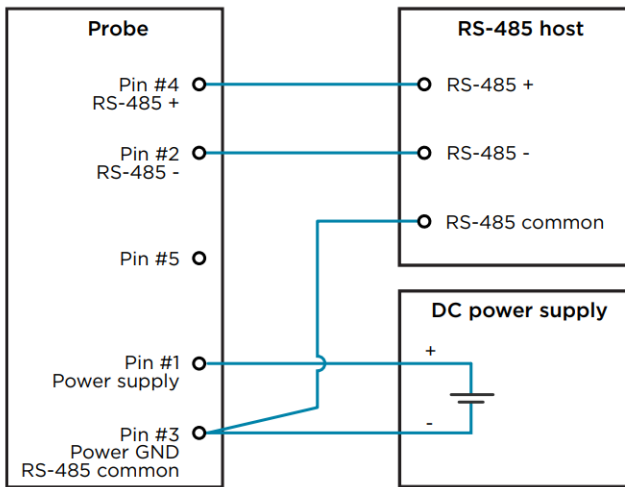 Probe
Pin #4
RS-485 +
Pin #2
RS-485 -
Pin #5
Pin #1
Power supply
Pin #3
Power GND
RS-485 common
RS-485 host
RS-485 +
RS-485 -
RS-485 common
DC power supply
+
-